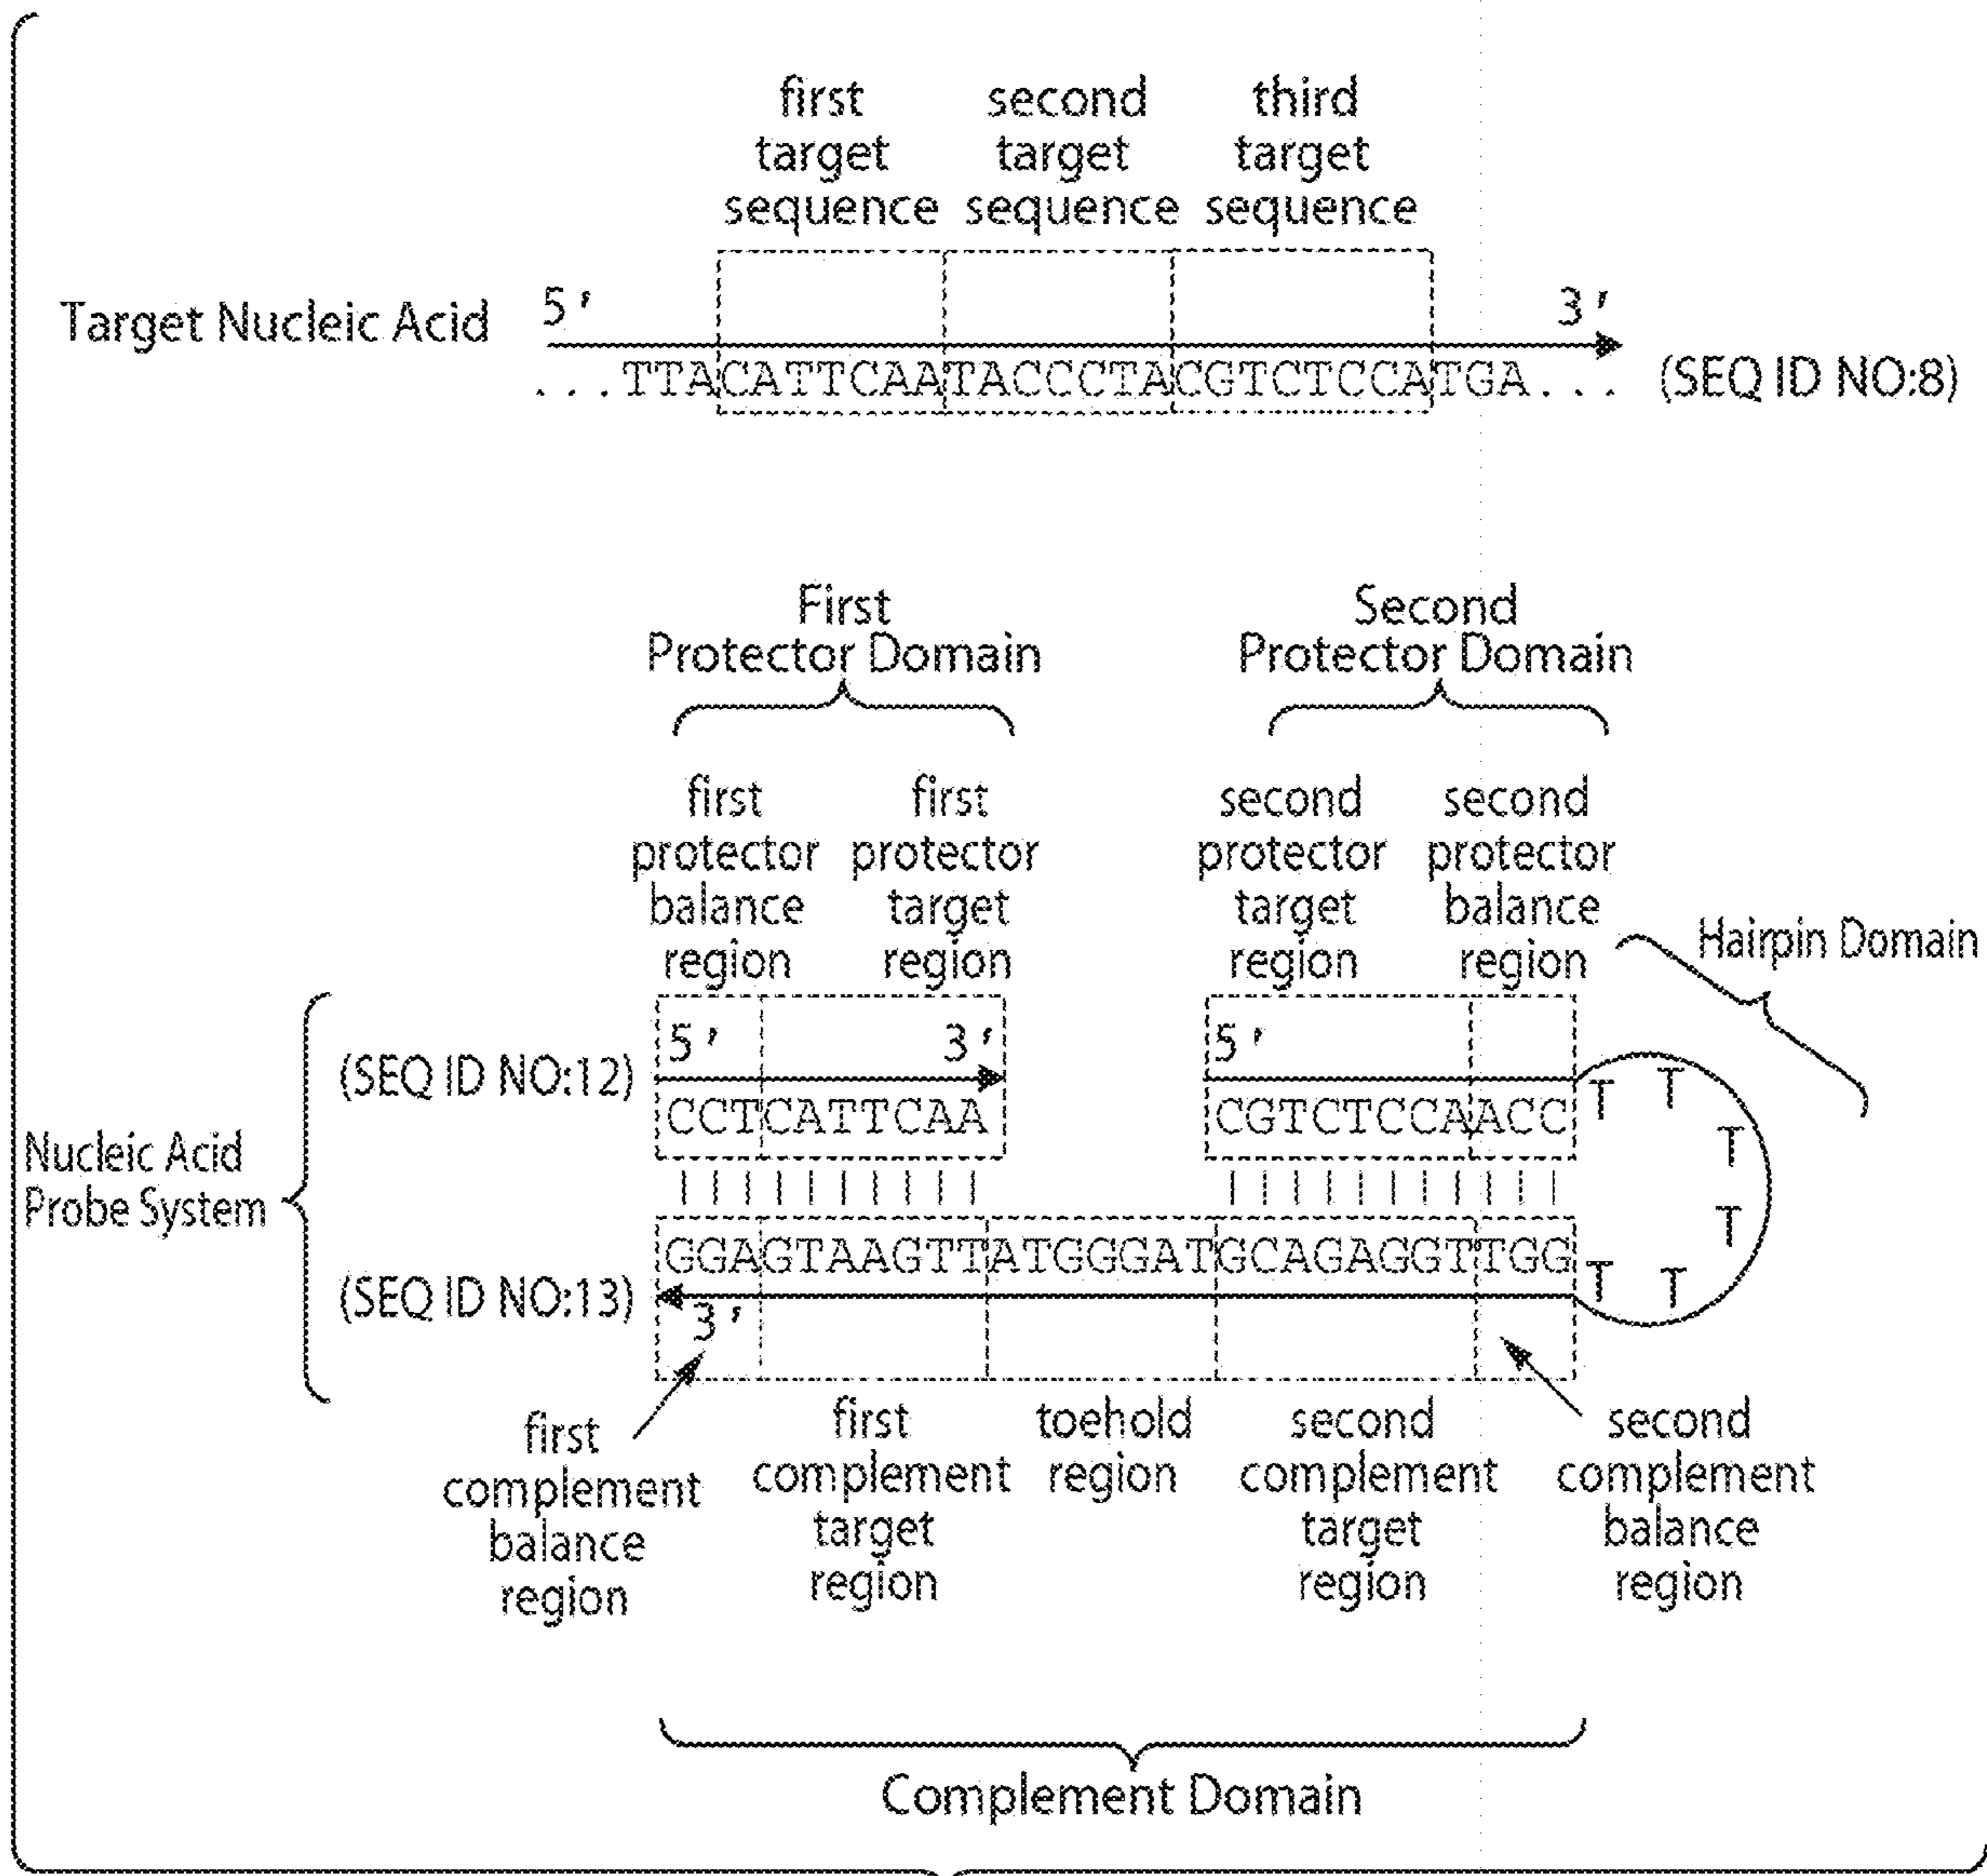 first second third
target target target
sequence sequence sequence
Target Nucleic Acid 5' 3'
...TTACATTCAATACCCTACGTCTCCATGA... (SEQ ID NO:8)
First Second
Protector Domain Protector Domain
first first second second
protector protector protector protector
balance target target balance
region region region region
Hairpin Domain
5' 3' 5'
(SEQ ID NO:12)
CCTCATTCAA CGTCTCCAACC
T T
T
T
T T
Nucleic Acid
Probe System
GGAGTAAGTTATGGGATGCAGAGGTTGG
(SEQ ID NO:13)
3'
first
complement
balance
region
first
complement
target
region
toehold
region
second
complement
target
region
second
complement
balance
region
Complement Domain